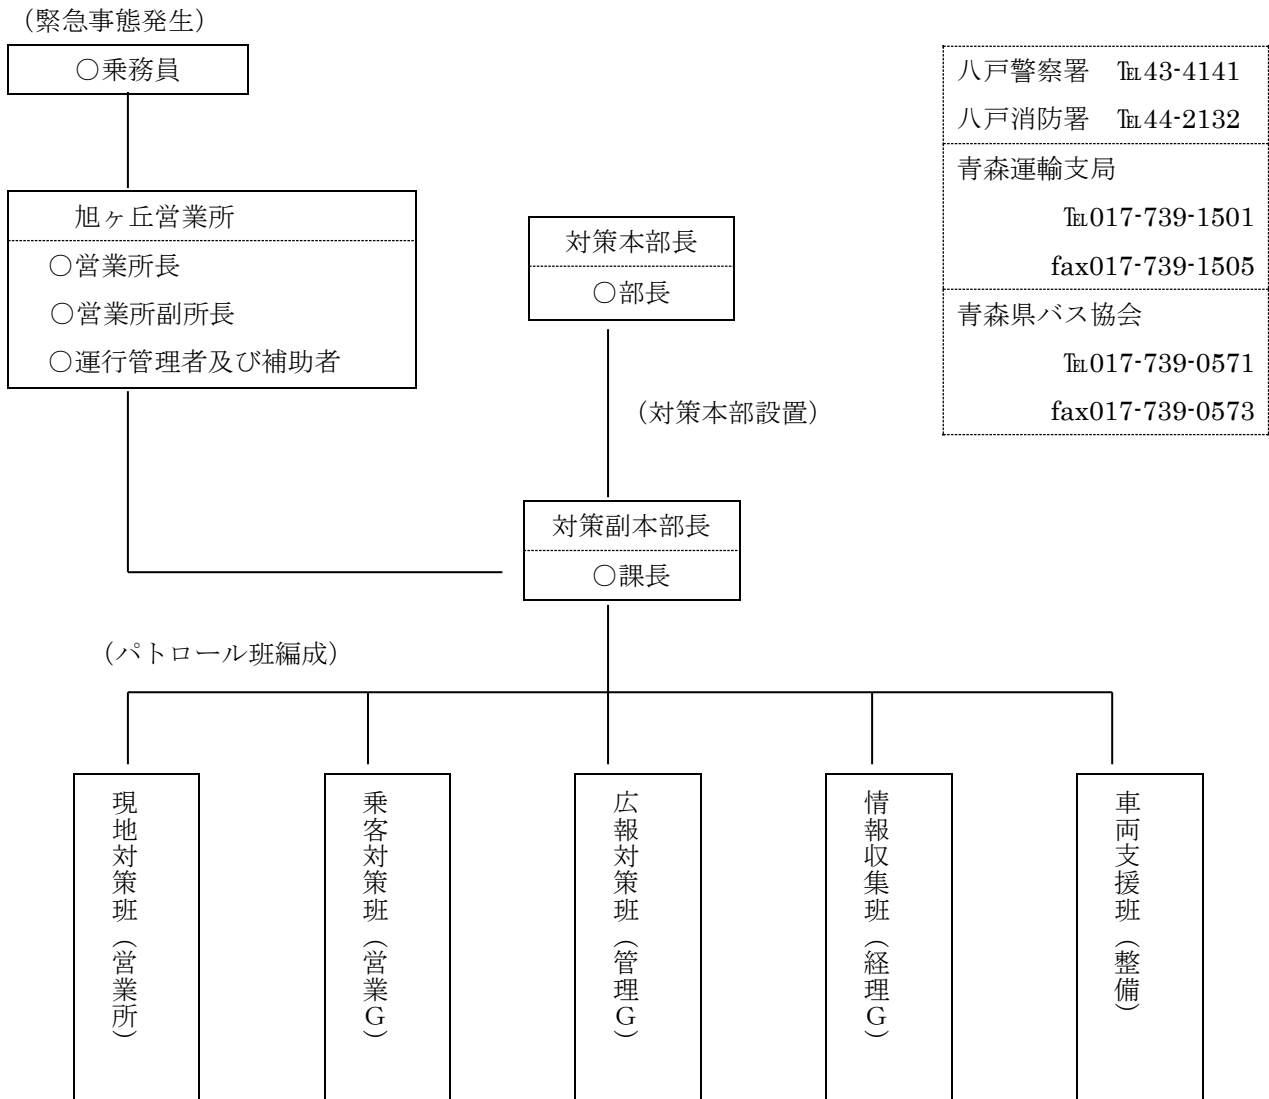 （緊急事態発生）
○乗務員
旭ヶ丘営業所
○営業所長
○営業所副所長
○運行管理者及び補助者
対策本部長
○部長
（対策本部設置）
対策副本部長
○課長
八戸警察署　℡43-4141
八戸消防署　℡44-2132
青森運輸支局
℡017-739-1501
fax017-739-1505
青森県バス協会
℡017-739-0571
fax017-739-0573
（パトロール班編成）
現地対策班（営業所）
乗客対策班（営業G）
広報対策班（管理G）
情報収集班（経理G）
車両支援班（整備）